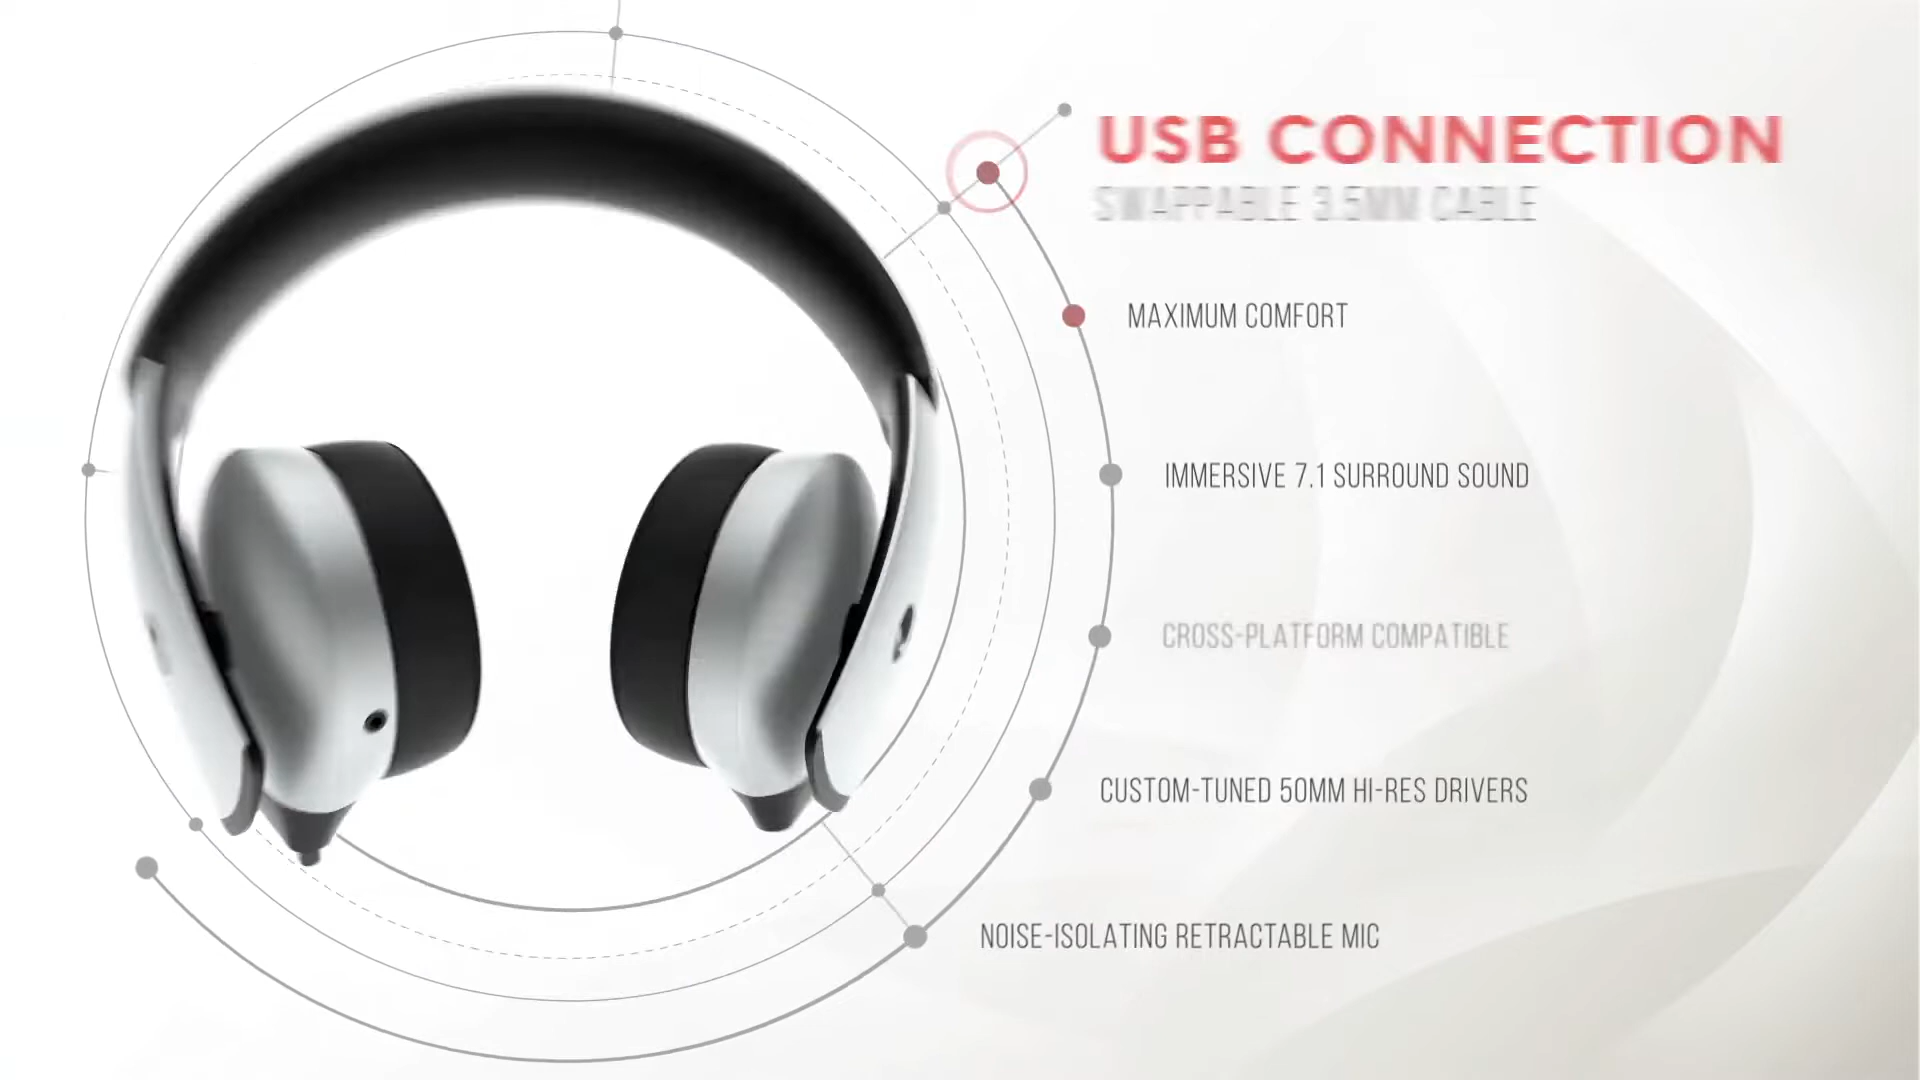 USB CONNECTION
SWAPPABLE 3.5MM CABLE
MAXIMUM COMFORT
IMMERSIVE 7.1 SURROUND SOUND
CROSS-PLATFORM COMPATIBLE
CUSTOM-TUNED 50MM HI-RES DRIVERS
NOISE-ISOLATING RETRACTABLE MIC